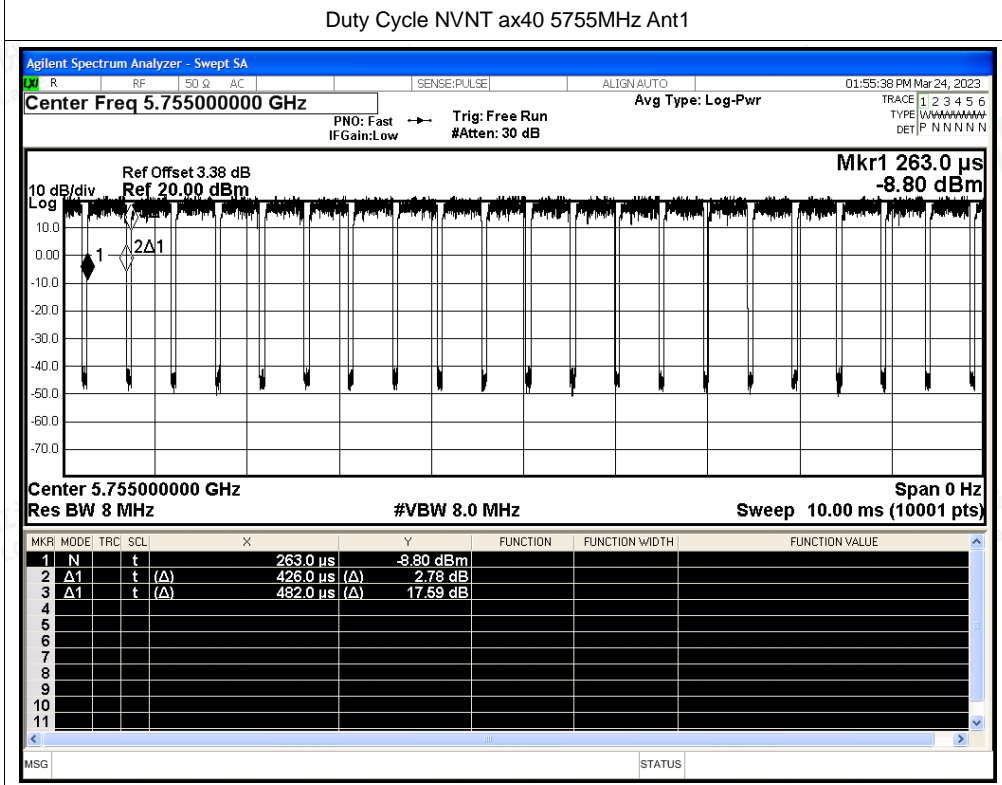 Duty Cycle NVNT ax40 5755MHz Ant1
Agilent Spectrum Analyzer - Swept SA
LXI R RF 50 Ω AC SENSE:PULSE ALIGN AUTO 01:55:38 PM Mar 24, 2023
Center Freq 5.755000000 GHz Avg Type: Log-Pwr TRACE 1 2 3 4 5 6
PNO: Fast Trig: Free Run TYPE
IFGain:Low #Atten: 30 dB DET P N N N N N
Mkr1 263.0 µs
Ref Offset 3.38 dB -8.80 dBm
10 dB/div Ref 20.00 dBm
Log
10.0
0.00 1 2Δ1
-10.0
-20.0
-30.0
-40.0
-50.0
-60.0
-70.0
Center 5.755000000 GHz Span 0 Hz
Res BW 8 MHz #VBW 8.0 MHz Sweep 10.00 ms (10001 pts)
MKR MODE TRC SCL X Y FUNCTION FUNCTION WIDTH FUNCTION VALUE
1 N t 263.0 µs -8.80 dBm
2 Δ1 t (Δ) 426.0 µs (Δ) 2.78 dB
3 Δ1 t (Δ) 482.0 µs (Δ) 17.59 dB
4
5
6
7
8
9
10
11
MSG STATUS